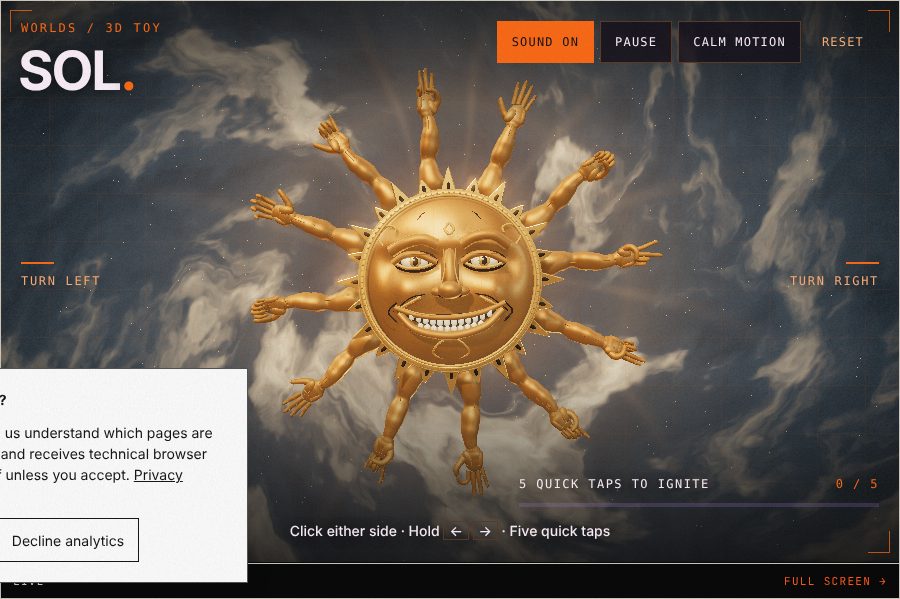 WORLDS / 3D TOY
SOL.
SOUND ON
PAUSE
CALM MOTION
RESET
TURN LEFT
TURN RIGHT
?
us understand which pages are
and receives technical browser
unless you accept. Privacy
Decline analytics
5 QUICK TAPS TO IGNITE
0 / 5
Click either side · Hold ← → · Five quick taps
FULL SCREEN →